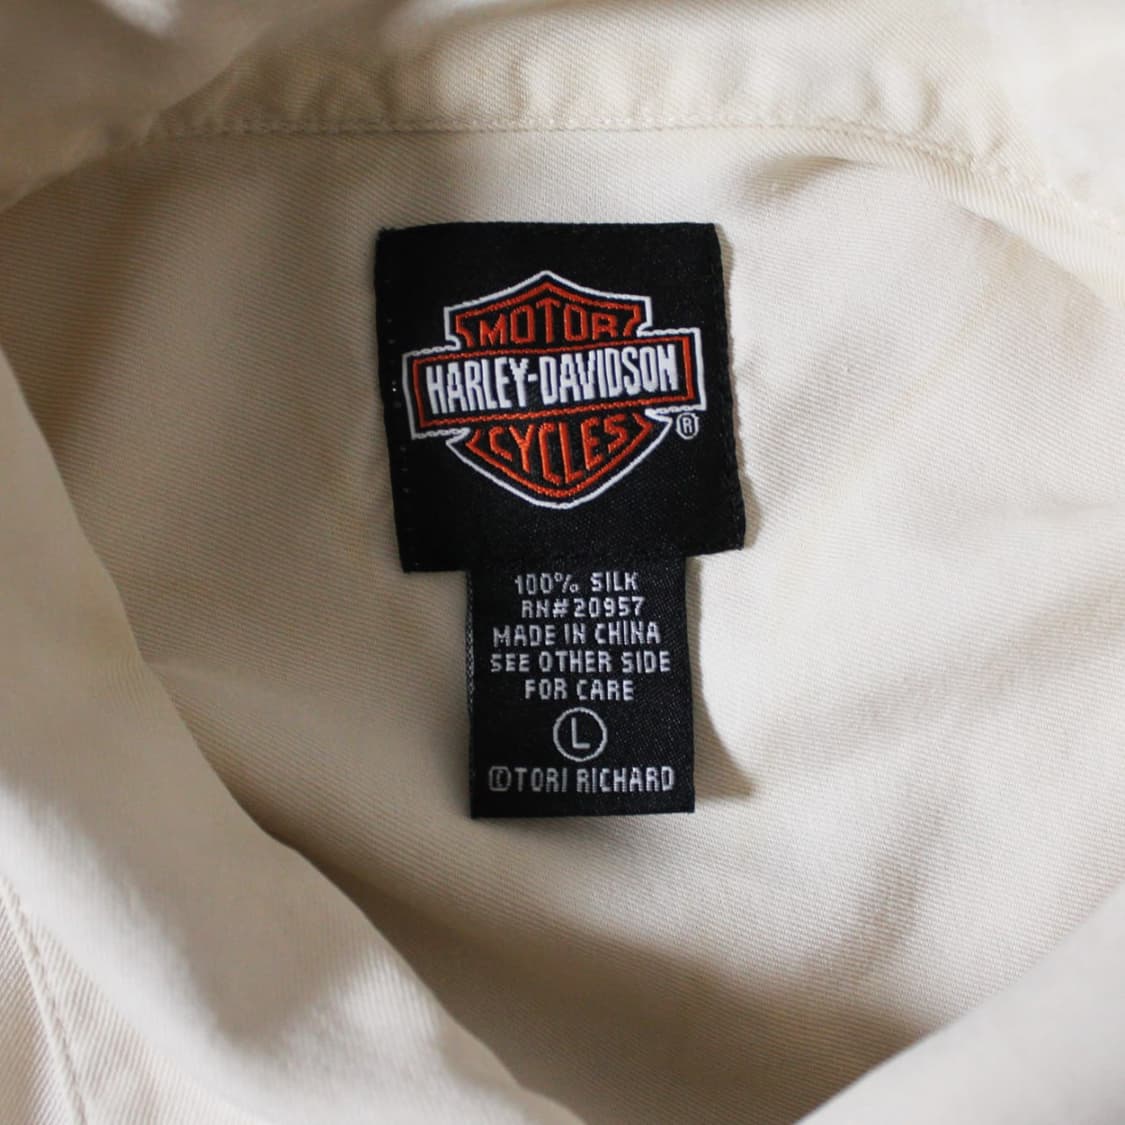 MOTOR
HARLEY-DAVIDSON
CYCLES
®
100% SILK
RN#20957
MADE IN CHINA
SEE OTHER SIDE
FOR CARE
L
©TORI RICHARD